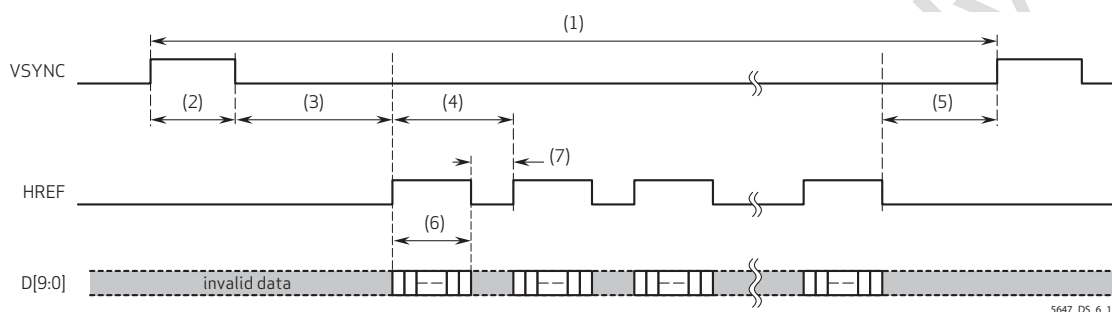 (1)
VSYNC
(2) (3) (4) (5)
(7)
HREF
(6)
D[9:0] invalid data
5647_DS_6_1